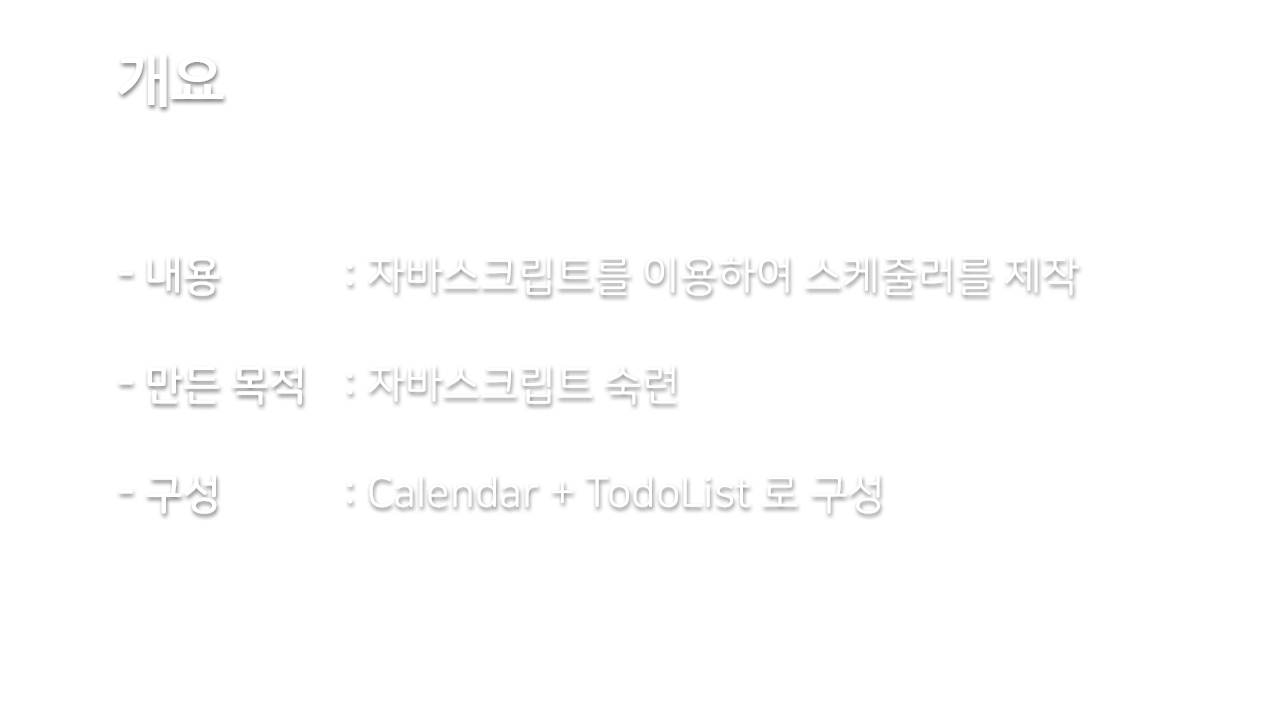 개요
- 내용 : 자바스크립트를 이용하여 스케줄러를 제작
- 만든 목적 : 자바스크립트 숙련
- 구성 : Calendar + TodoList 로 구성